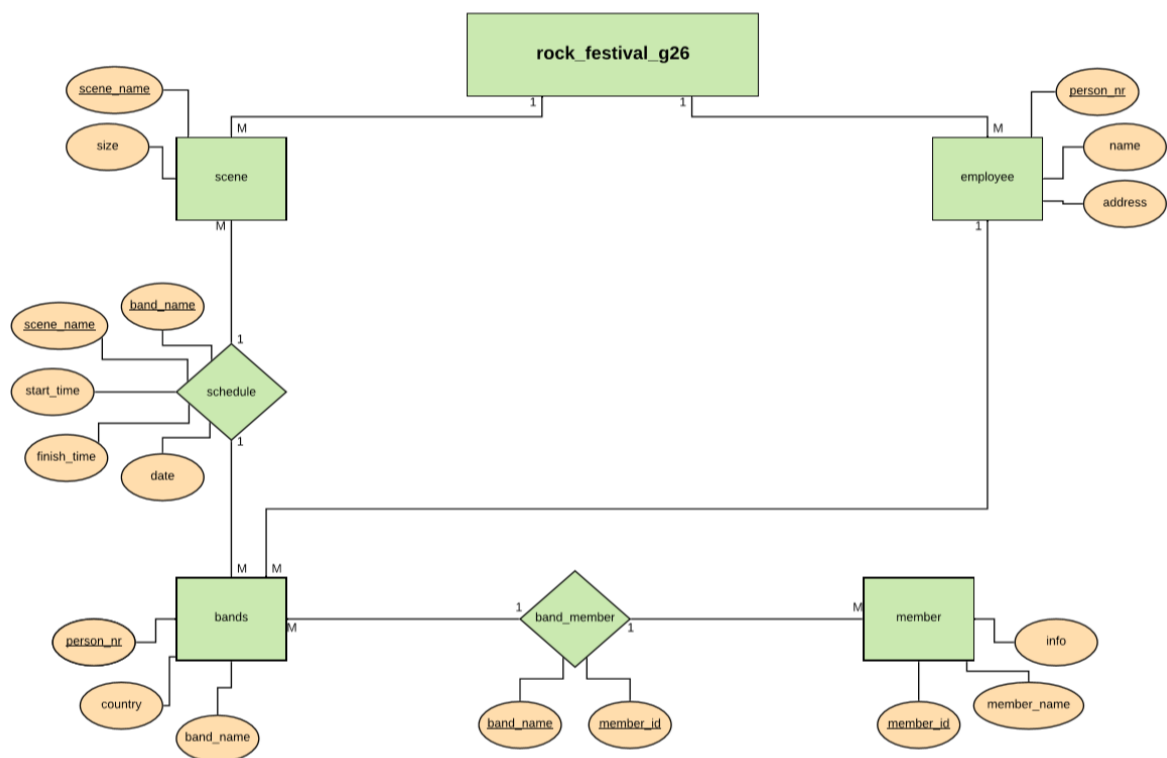 rock_festival_g26
1
1
M
M
scene_name
size
scene
M
person_nr
name
address
employee
1
band_name
scene_name
start_time
finish_time
date
schedule
1
1
M
M
bands
M
person_nr
country
band_name
1
band_member
1
band_name
member_id
M
member
info
member_name
member_id